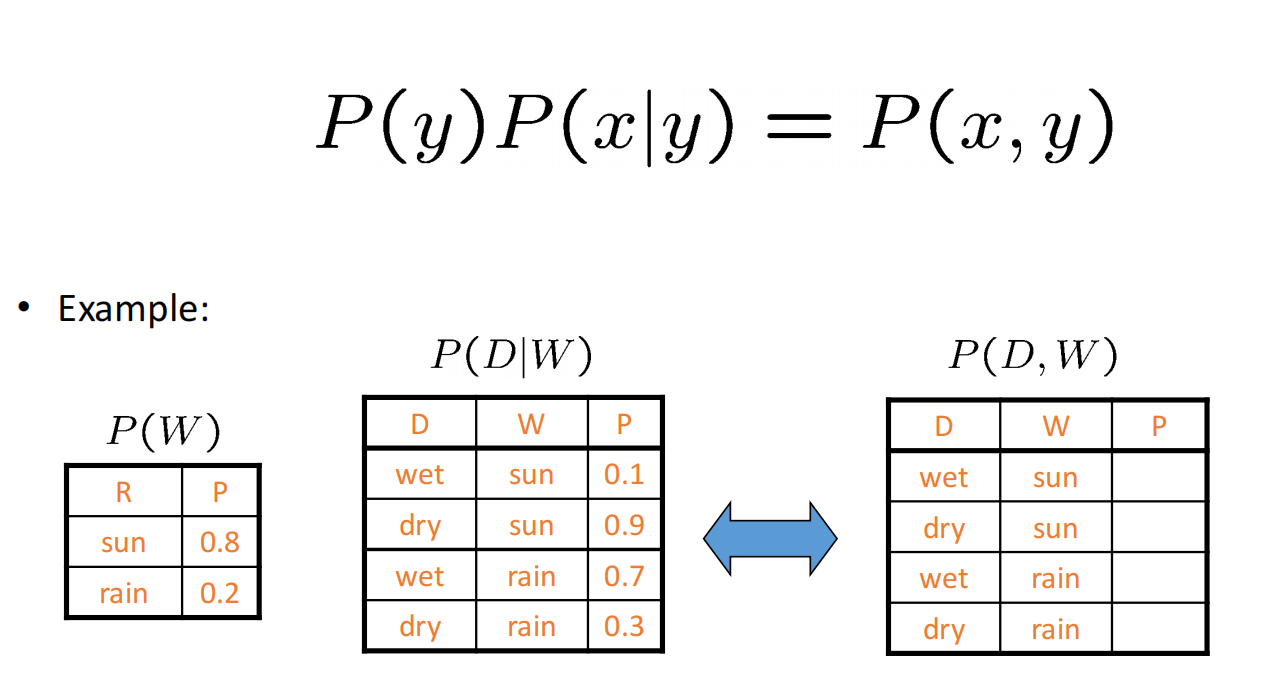 P(y)P(x|y) = P(x, y)
• Example:
P(W)
R P
sun 0.8
rain 0.2
P(D|W)
D W P
wet sun 0.1
dry sun 0.9
wet rain 0.7
dry rain 0.3
P(D, W)
D W P
wet sun
dry sun
wet rain
dry rain